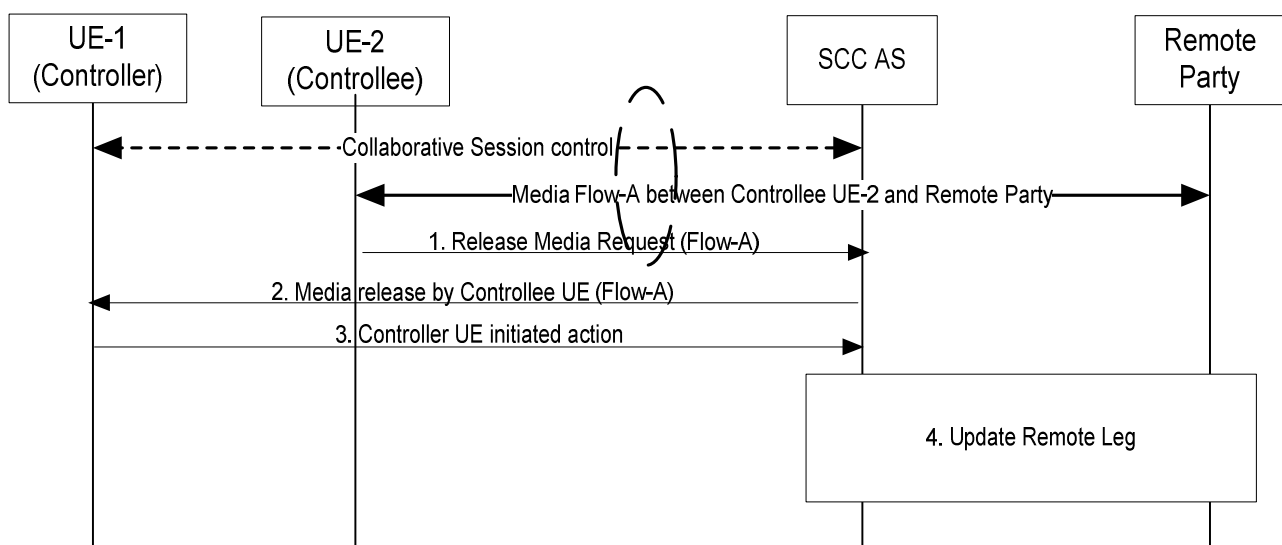 UE-1
(Controller)
UE-2
(Controllee)
SCC AS
Remote
Party
Collaborative Session control
Media Flow-A between Controllee UE-2 and Remote Party
1. Release Media Request (Flow-A)
2. Media release by Controllee UE (Flow-A)
3. Controller UE initiated action
4. Update Remote Leg